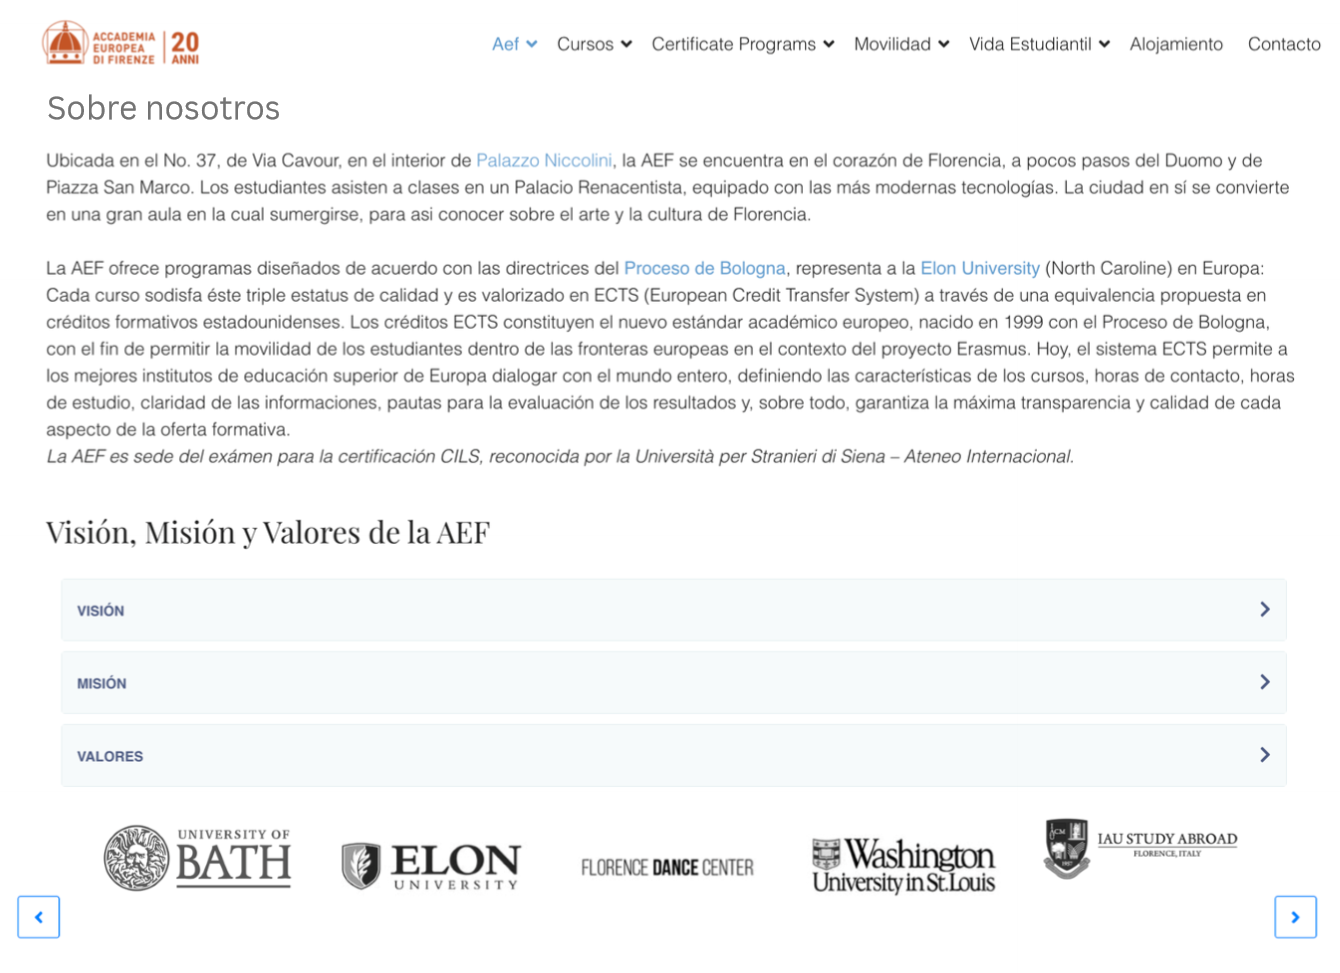 ACCADEMIA
EUROPEA
DI FIRENZE
20
ANNI
Aef Cursos Certificate Programs Movilidad Vida Estudiantil Alojamiento Contacto
Sobre nosotros
Ubicada en el No. 37, de Via Cavour, en el interior de Palazzo Niccolini, la AEF se encuentra en el corazón de Florencia, a pocos pasos del Duomo y de
Piazza San Marco. Los estudiantes asisten a clases en un Palacio Renacentista, equipado con las más modernas tecnologías. La ciudad en sí se convierte
en una gran aula en la cual sumergirse, para asi conocer sobre el arte y la cultura de Florencia.
La AEF ofrece programas diseñados de acuerdo con las directrices del Proceso de Bologna, representa a la Elon University (North Caroline) en Europa:
Cada curso sodisfa éste triple estatus de calidad y es valorizado en ECTS (European Credit Transfer System) a través de una equivalencia propuesta en
créditos formativos estadounidenses. Los créditos ECTS constituyen el nuevo estándar académico europeo, nacido en 1999 con el Proceso de Bologna,
con el fin de permitir la movilidad de los estudiantes dentro de las fronteras europeas en el contexto del proyecto Erasmus. Hoy, el sistema ECTS permite a
los mejores institutos de educación superior de Europa dialogar con el mundo entero, definiendo las características de los cursos, horas de contacto, horas
de estudio, claridad de las informaciones, pautas para la evaluación de los resultados y, sobre todo, garantiza la máxima transparencia y calidad de cada
aspecto de la oferta formativa.
La AEF es sede del exámen para la certificación CILS, reconocida por la Università per Stranieri di Siena – Ateneo Internacional.
Visión, Misión y Valores de la AEF
VISIÓN
MISIÓN
VALORES
UNIVERSITY OF
BATH
ELON
UNIVERSITY
FLORENCE DANCE CENTER
Washington
University in St. Louis
JCM
1957
IAU STUDY ABROAD
FLORENCE, ITALY